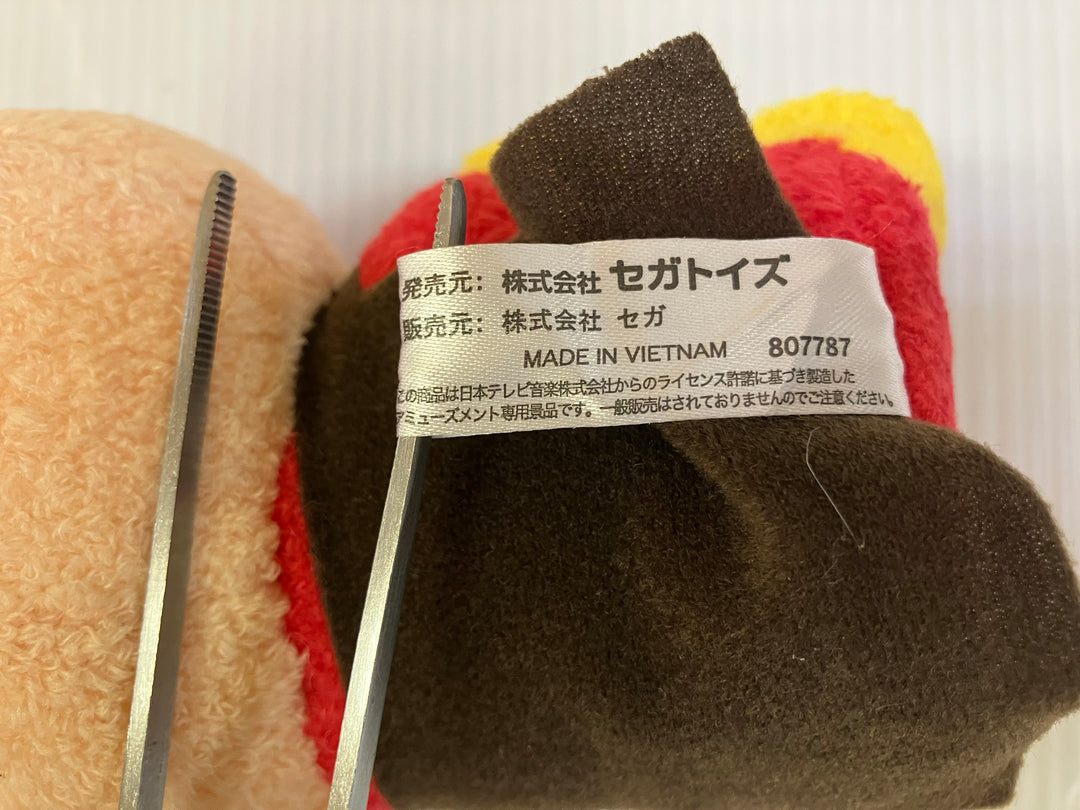 発売元: 株式会社 セガトイズ
販売元: 株式会社 セガ
MADE IN VIETNAM 807787
この商品は日本テレビ音楽株式会社からのライセンス許諾に基づき製造した
アミューズメント専用景品です。一般販売はされておりませんのでご注意ください。